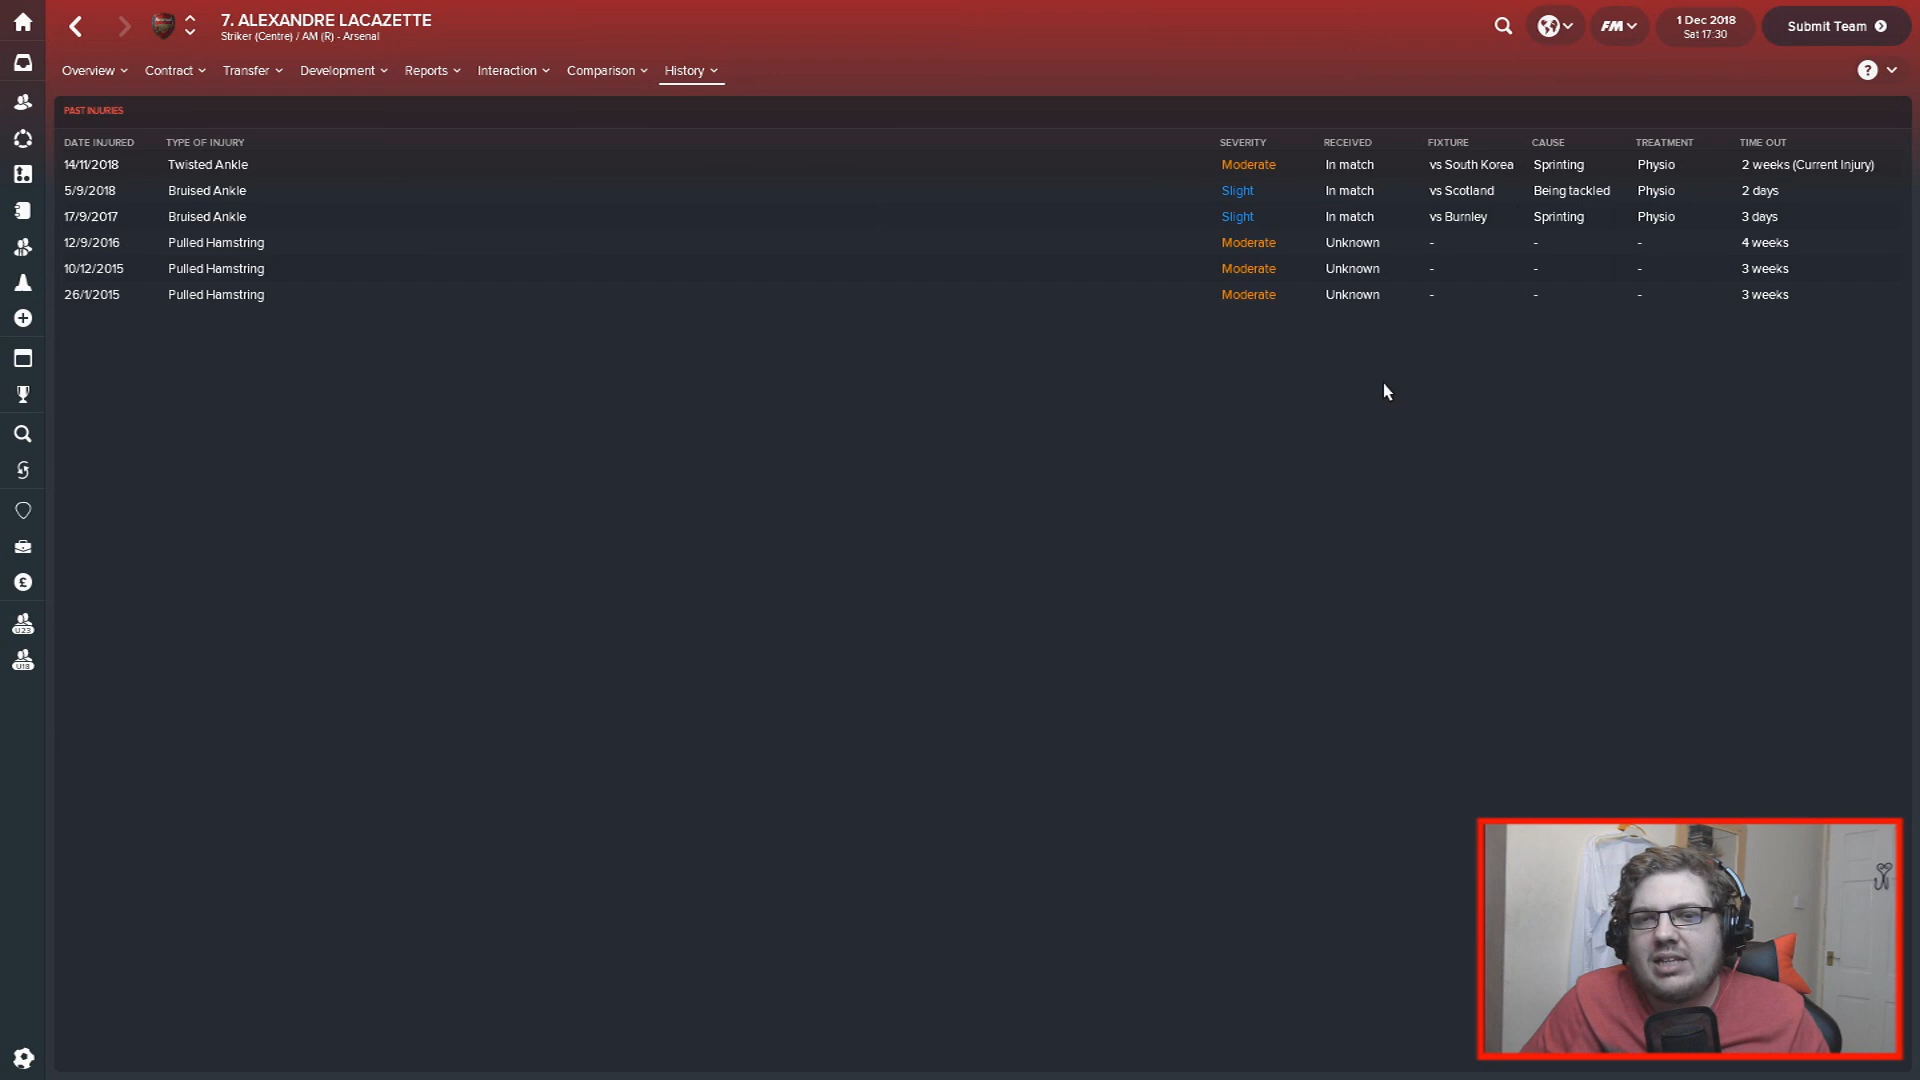 7. ALEXANDRE LACAZETTE
Striker (Centre) / AM (R) - Arsenal
FM
1 Dec 2018
Sat 17:30
Submit Team
Overview Contract Transfer Development Reports Interaction Comparison History
?
PAST INJURIES
DATE INJURED TYPE OF INJURY SEVERITY RECEIVED FIXTURE CAUSE TREATMENT TIME OUT
14/11/2018 Twisted Ankle Moderate In match vs South Korea Sprinting Physio 2 weeks (Current Injury)
5/9/2018 Bruised Ankle Slight In match vs Scotland Being tackled Physio 2 days
17/9/2017 Bruised Ankle Slight In match vs Burnley Sprinting Physio 3 days
12/9/2016 Pulled Hamstring Moderate Unknown - - - 4 weeks
10/12/2015 Pulled Hamstring Moderate Unknown - - - 3 weeks
26/1/2015 Pulled Hamstring Moderate Unknown - - - 3 weeks
£
U23
U18